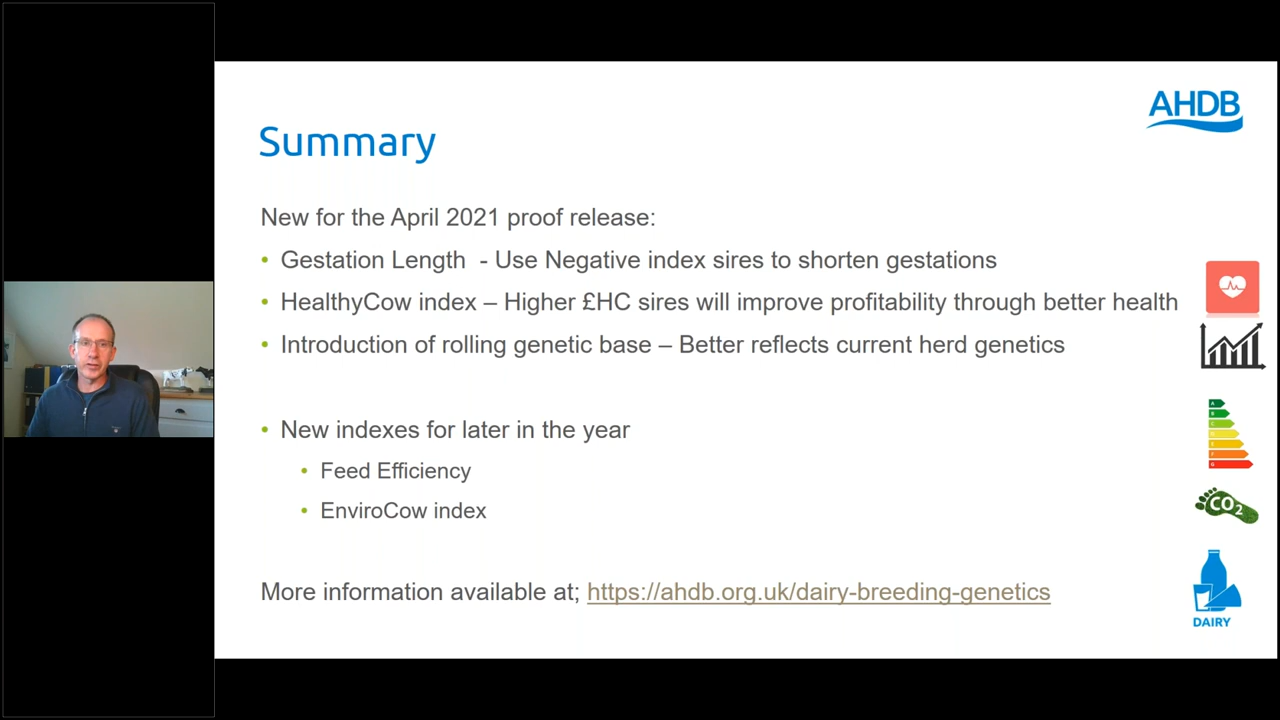 AHDB
Summary
New for the April 2021 proof release:
• Gestation Length - Use Negative index sires to shorten gestations
• HealthyCow index – Higher £HC sires will improve profitability through better health
• Introduction of rolling genetic base – Better reflects current herd genetics
• New indexes for later in the year
• Feed Efficiency
• EnviroCow index
More information available at; https://ahdb.org.uk/dairy-breeding-genetics
A
B
C
D
E
F
G
CO2
DAIRY